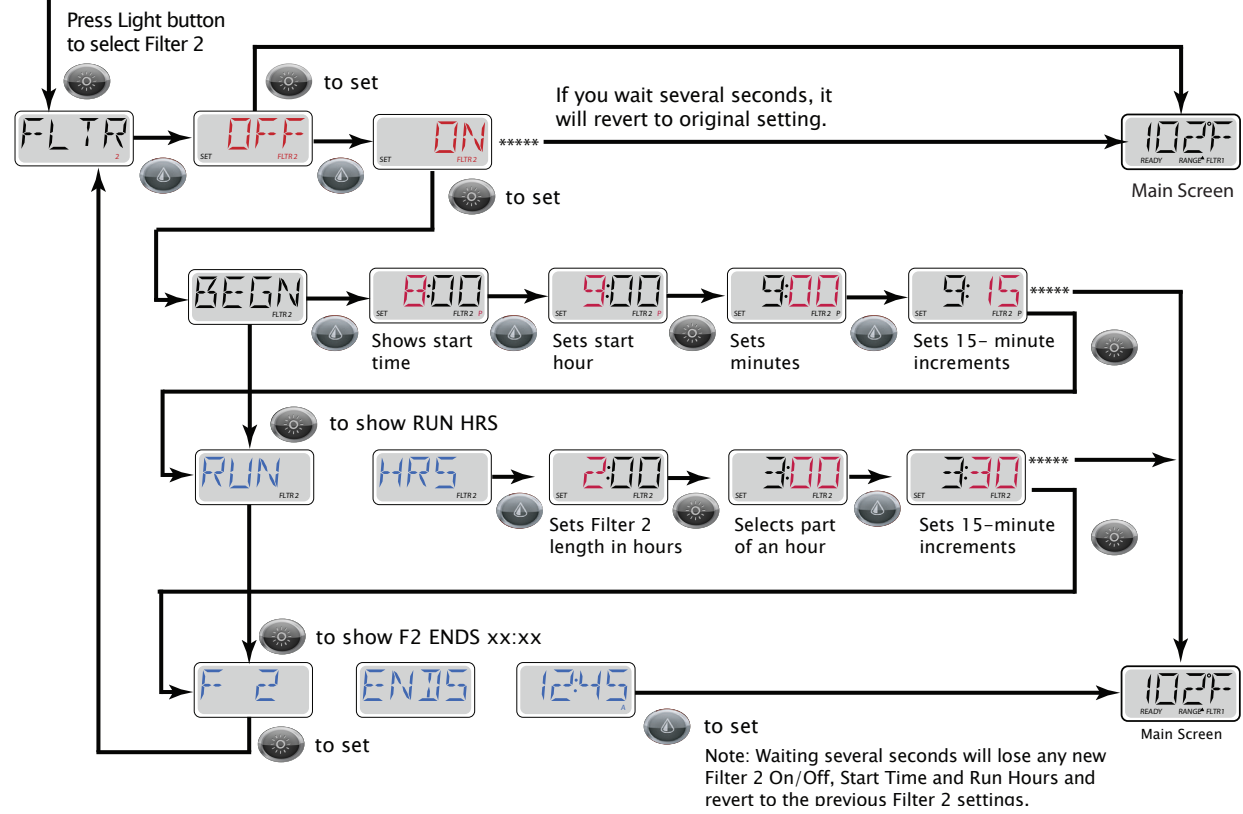 Press Light button
to select Filter 2
to set
If you wait several seconds, it
will revert to original setting.
FLTR
2
OFF
SET FLTR 2
ON
SET FLTR 2
*****
102°F
READY RANGE FLTR1
Main Screen
to set
BEGN
FLTR 2
8:00
SET FLTR 2 P
9:00
SET FLTR 2 P
9:00
SET FLTR 2 P
9:15
SET FLTR 2 P
*****
Shows start
time
Sets start
hour
Sets
minutes
Sets 15- minute
increments
to show RUN HRS
RUN
FLTR 2
HRS
FLTR 2
2:00
SET FLTR 2
3:00
SET FLTR 2
3:30
SET FLTR 2
*****
Sets Filter 2
length in hours
Selects part
of an hour
Sets 15-minute
increments
to show F2 ENDS xx:xx
F 2
ENDS
12:45
A
102°F
READY RANGE FLTR1
Main Screen
to set
to set
Note: Waiting several seconds will lose any new
Filter 2 On/Off, Start Time and Run Hours and
revert to the previous Filter 2 settings.